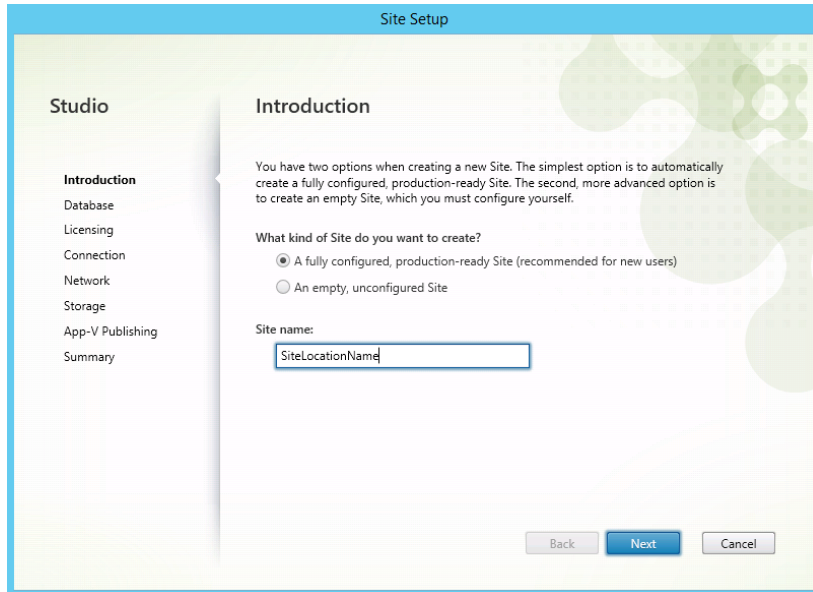 Site Setup
Studio
Introduction
Database
Licensing
Connection
Network
Storage
App-V Publishing
Summary
Introduction
You have two options when creating a new Site. The simplest option is to automatically
create a fully configured, production-ready Site. The second, more advanced option is
to create an empty Site, which you must configure yourself.
What kind of Site do you want to create?
A fully configured, production-ready Site (recommended for new users)
An empty, unconfigured Site
Site name:
SiteLocationName
Back
Next
Cancel